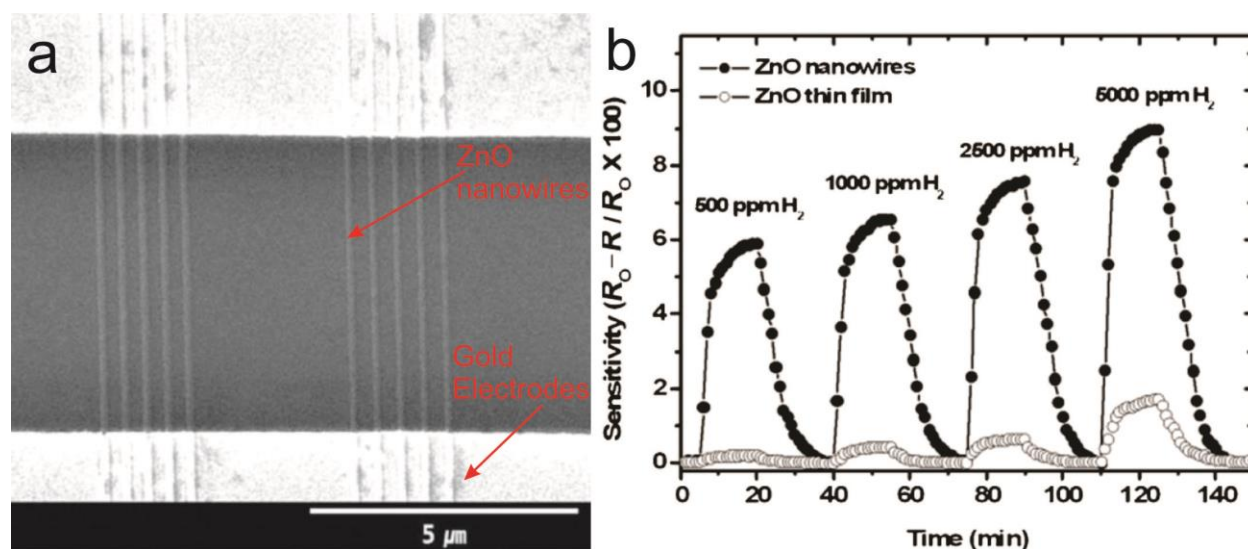 a
ZnO
nanowires
Gold
Electrodes
5 μm
b
ZnO nanowires
ZnO thin film
500 ppm H₂
1000 ppm H₂
2500 ppm H₂
5000 ppm H₂
Sensitivity (R_O – R / R_O X 100)
10
8
6
4
2
0
0 20 40 60 80 100 120 140
Time (min)